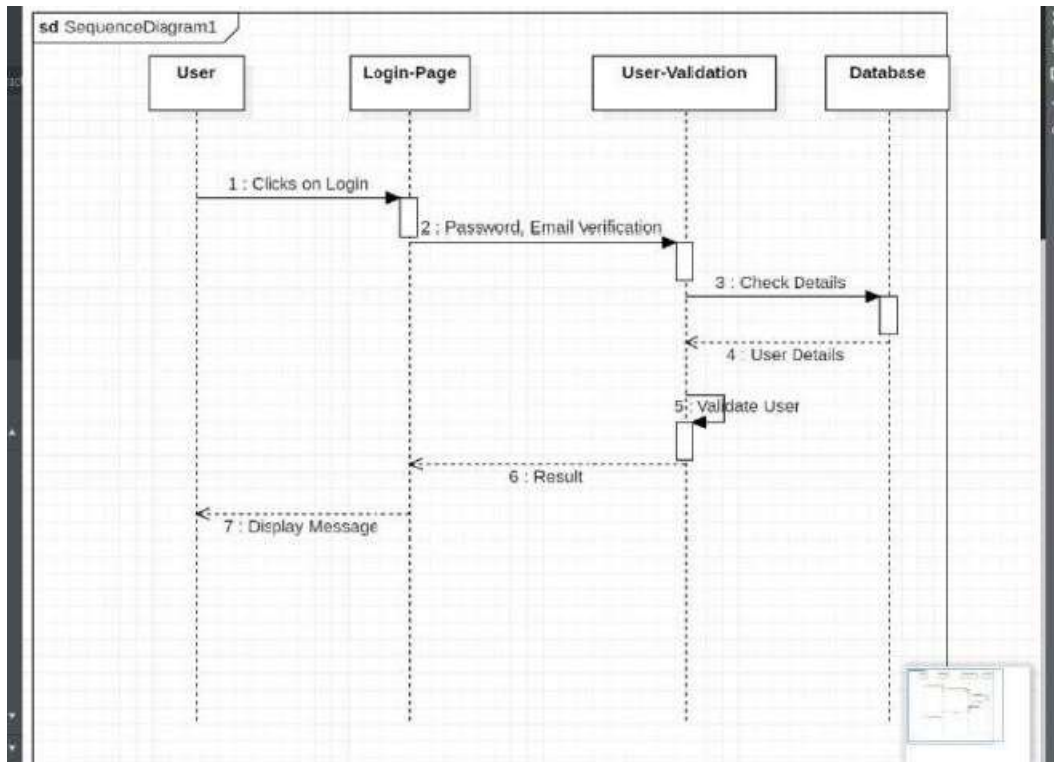 sd SequenceDiagram1
User
Login-Page
User-Validation
Database
1 : Clicks on Login
2 : Password, Email Verification
3 : Check Details
4 : User Details
5 : Validate User
6 : Result
7 : Display Message